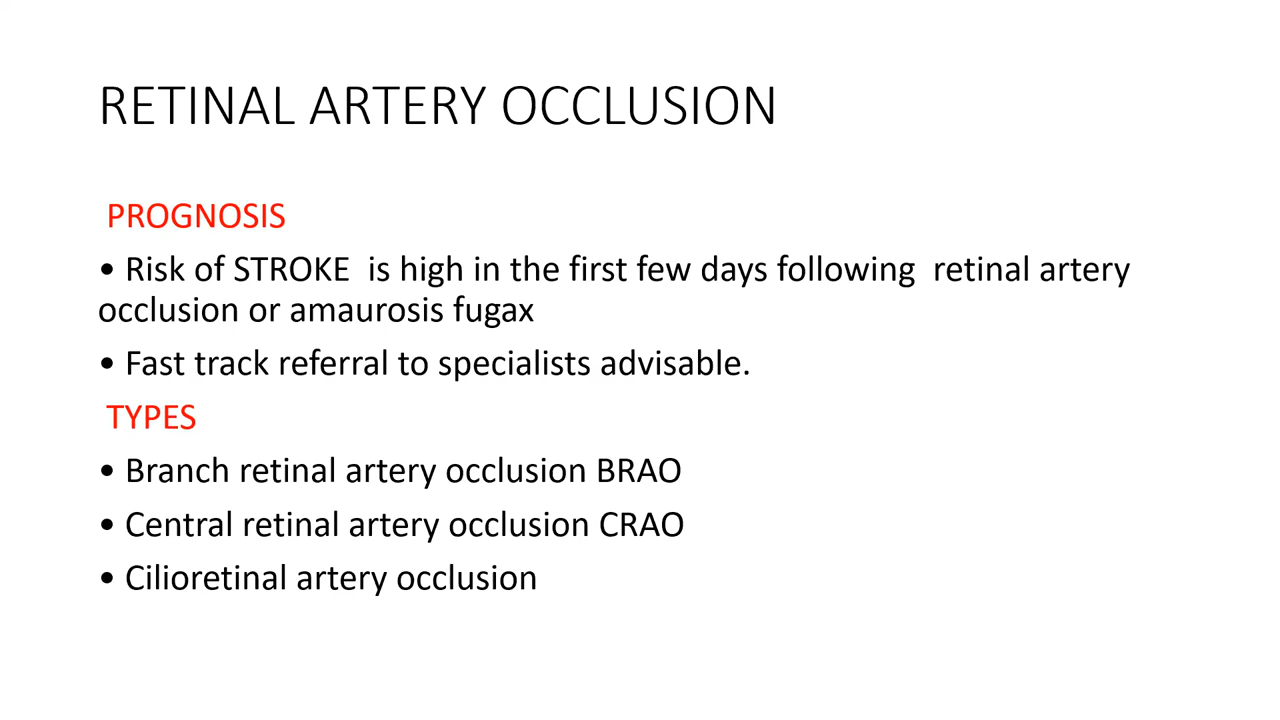 RETINAL ARTERY OCCLUSION
PROGNOSIS
• Risk of STROKE is high in the first few days following retinal artery
occlusion or amaurosis fugax
• Fast track referral to specialists advisable.
TYPES
• Branch retinal artery occlusion BRAO
• Central retinal artery occlusion CRAO
• Cilioretinal artery occlusion